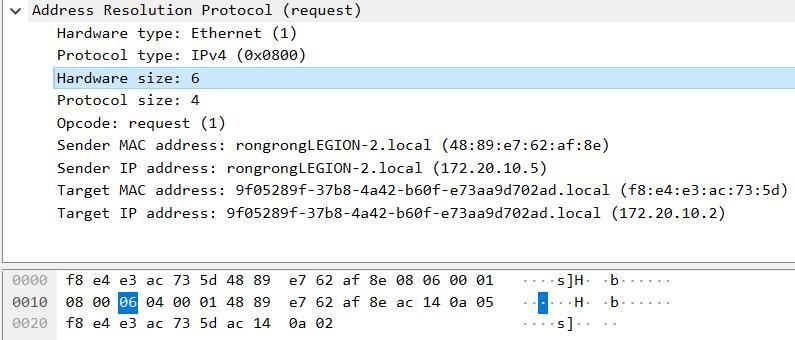 Address Resolution Protocol (request)
Hardware type: Ethernet (1)
Protocol type: IPv4 (0x0800)
Hardware size: 6
Protocol size: 4
Opcode: request (1)
Sender MAC address: rongrongLEGION-2.local (48:89:e7:62:af:8e)
Sender IP address: rongrongLEGION-2.local (172.20.10.5)
Target MAC address: 9f05289f-37b8-4a42-b60f-e73aa9d702ad.local (f8:e4:e3:ac:73:5d)
Target IP address: 9f05289f-37b8-4a42-b60f-e73aa9d702ad.local (172.20.10.2)
0000 f8 e4 e3 ac 73 5d 48 89 e7 62 af 8e 08 06 00 01 ····s]H· ·b······
0010 08 00 06 04 00 01 48 89 e7 62 af 8e ac 14 0a 05 ······H· ·b······
0020 f8 e4 e3 ac 73 5d ac 14 0a 02 ····s]·· ··